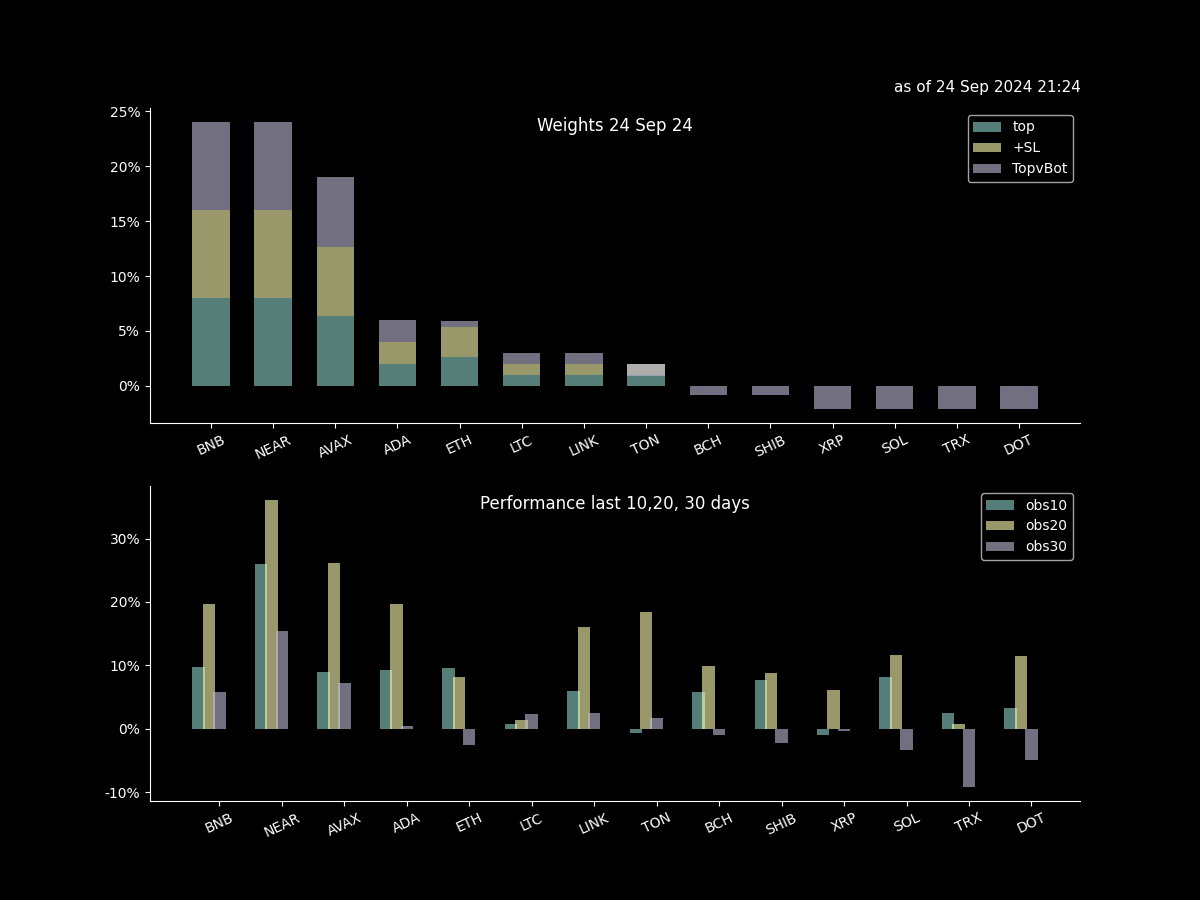 as of 24 Sep 2024 21:24
Weights 24 Sep 24
top
+SL
TopvBot
25%
20%
15%
10%
5%
0%
BNB NEAR AVAX ADA ETH LTC LINK TON BCH SHIB XRP SOL TRX DOT
Performance last 10,20, 30 days
obs10
obs20
obs30
30%
20%
10%
0%
-10%
BNB NEAR AVAX ADA ETH LTC LINK TON BCH SHIB XRP SOL TRX DOT